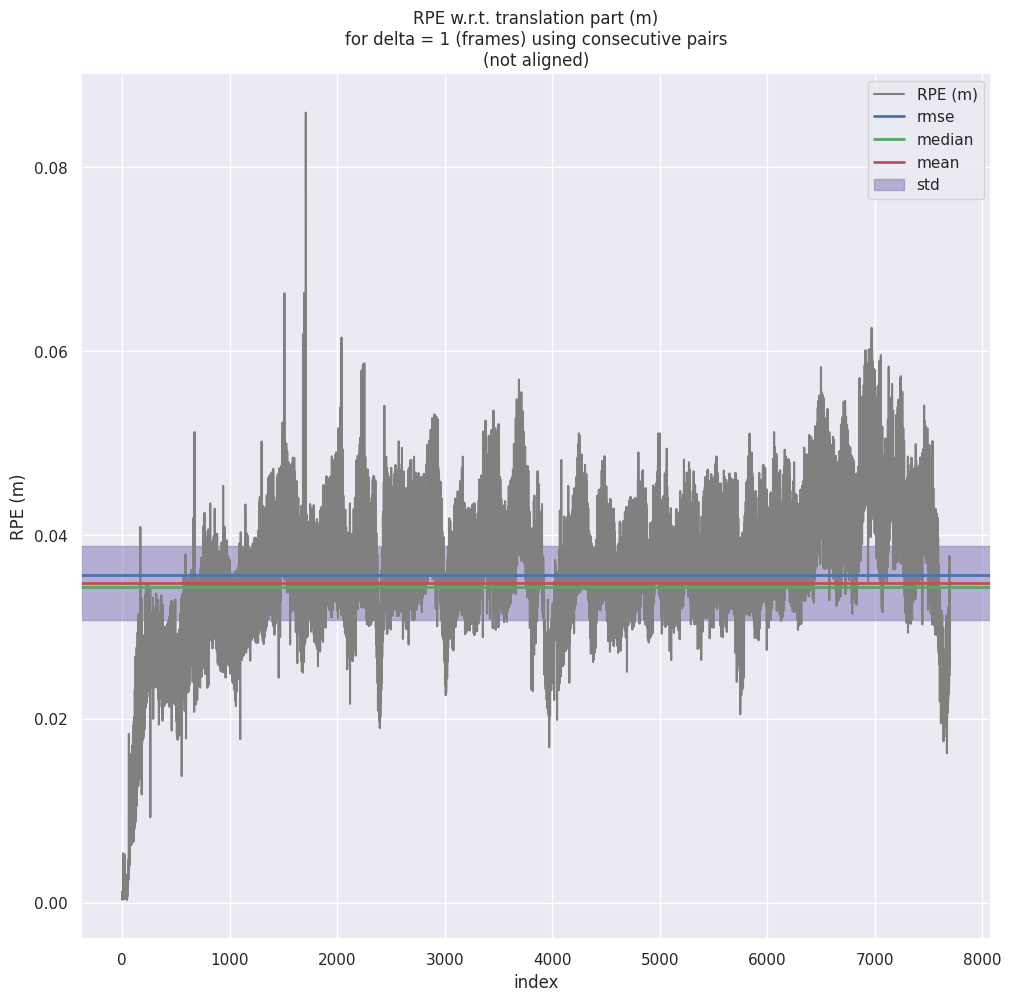 RPE w.r.t. translation part (m)
for delta = 1 (frames) using consecutive pairs
(not aligned)
RPE (m)
rmse
median
mean
std
RPE (m)
0.08
0.06
0.04
0.02
0.00
0 1000 2000 3000 4000 5000 6000 7000 8000
index